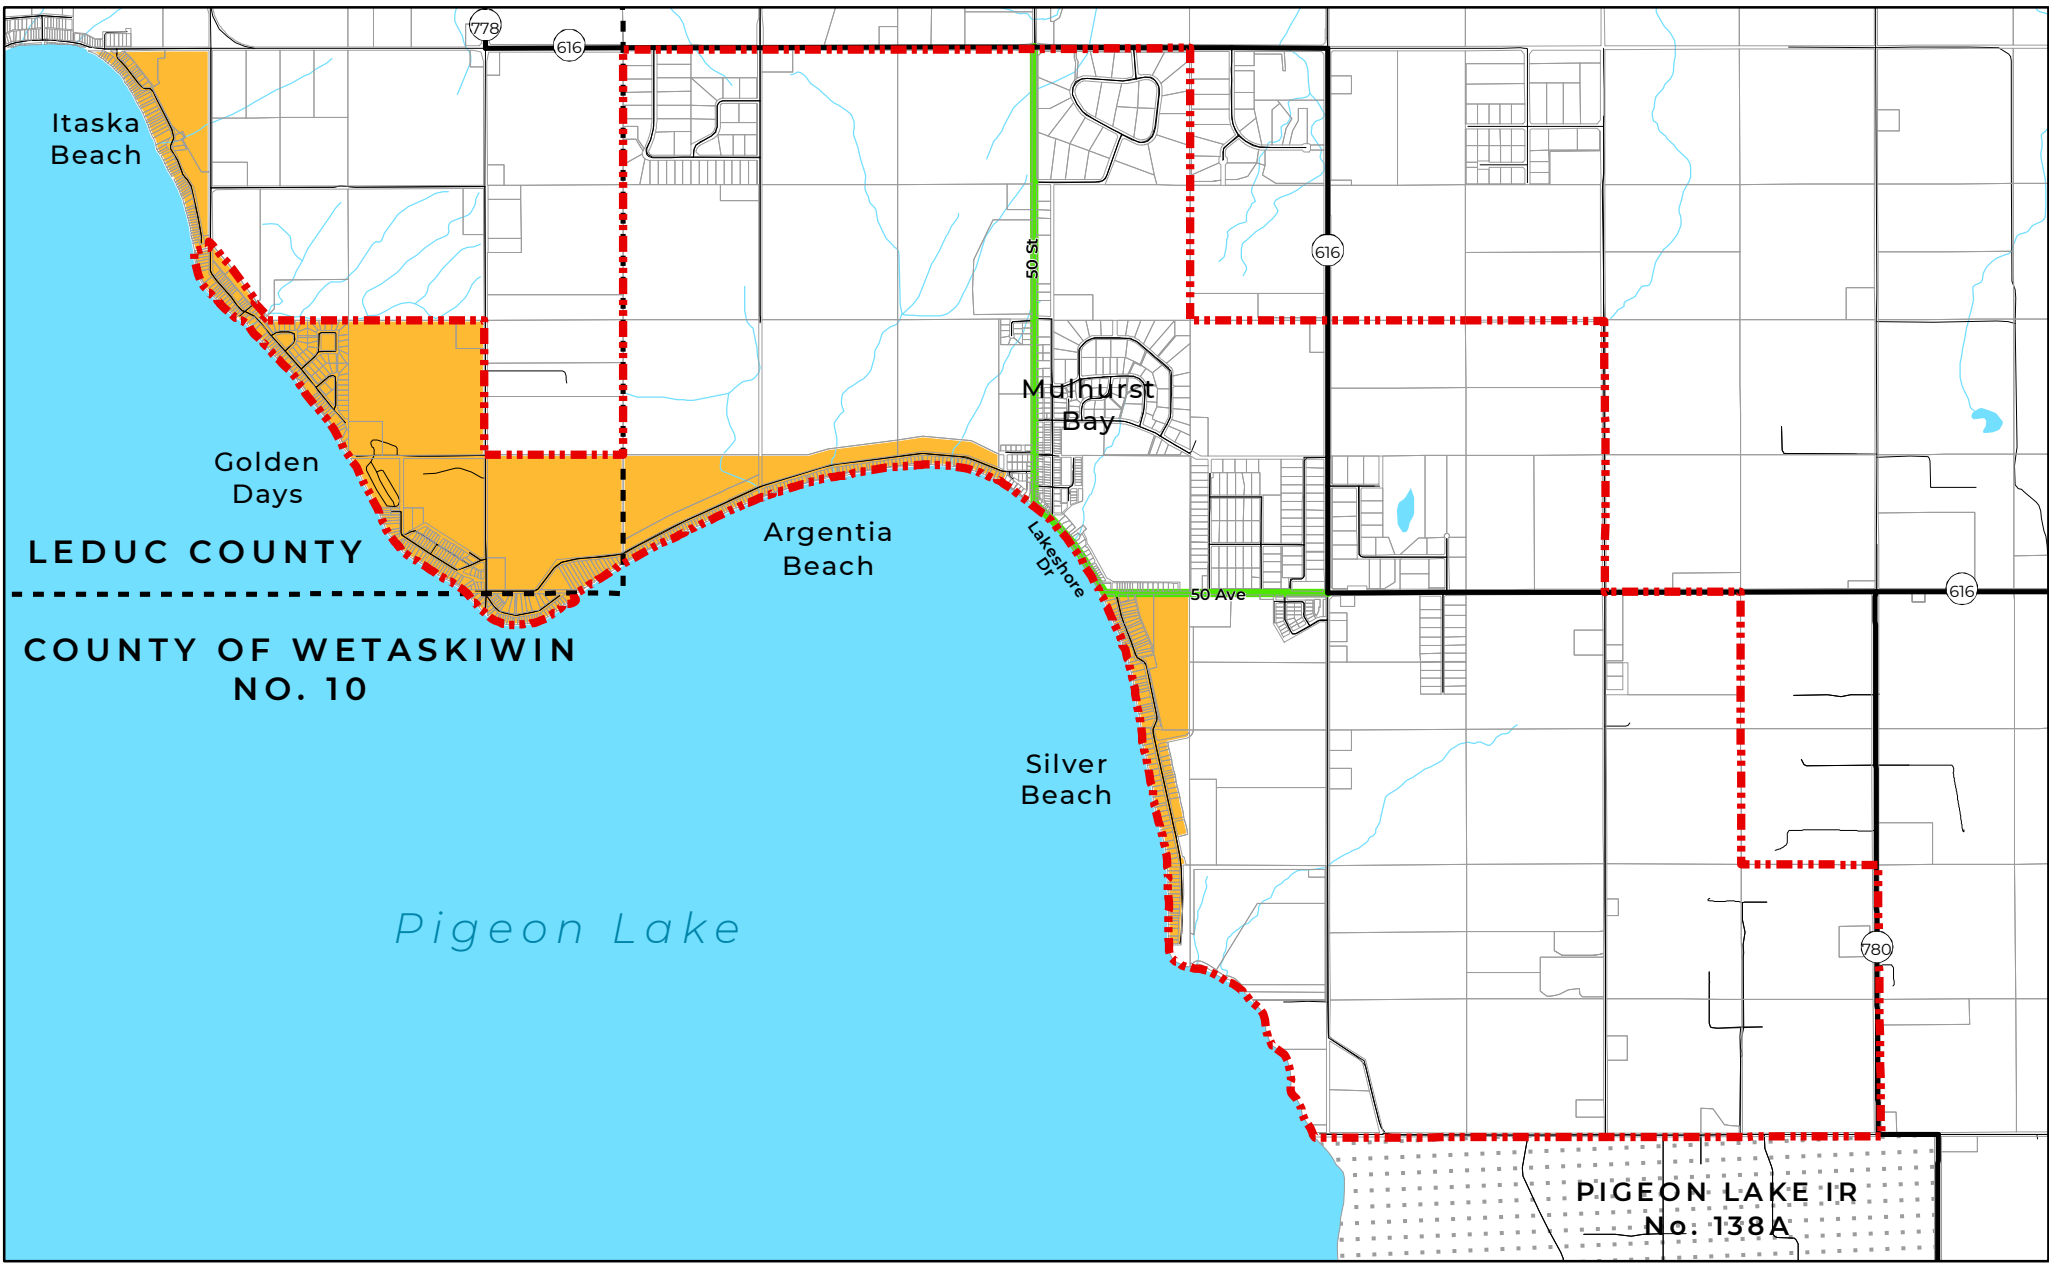 778
616
Itaska
Beach
50 St
616
Mulhurst
Bay
Golden
Days
Argentia
Beach
Lakeshore
Dr
LEDUC COUNTY
50 Ave
616
COUNTY OF WETASKIWIN
NO. 10
Silver
Beach
Pigeon Lake
780
PIGEON LAKE IR
No. 138A